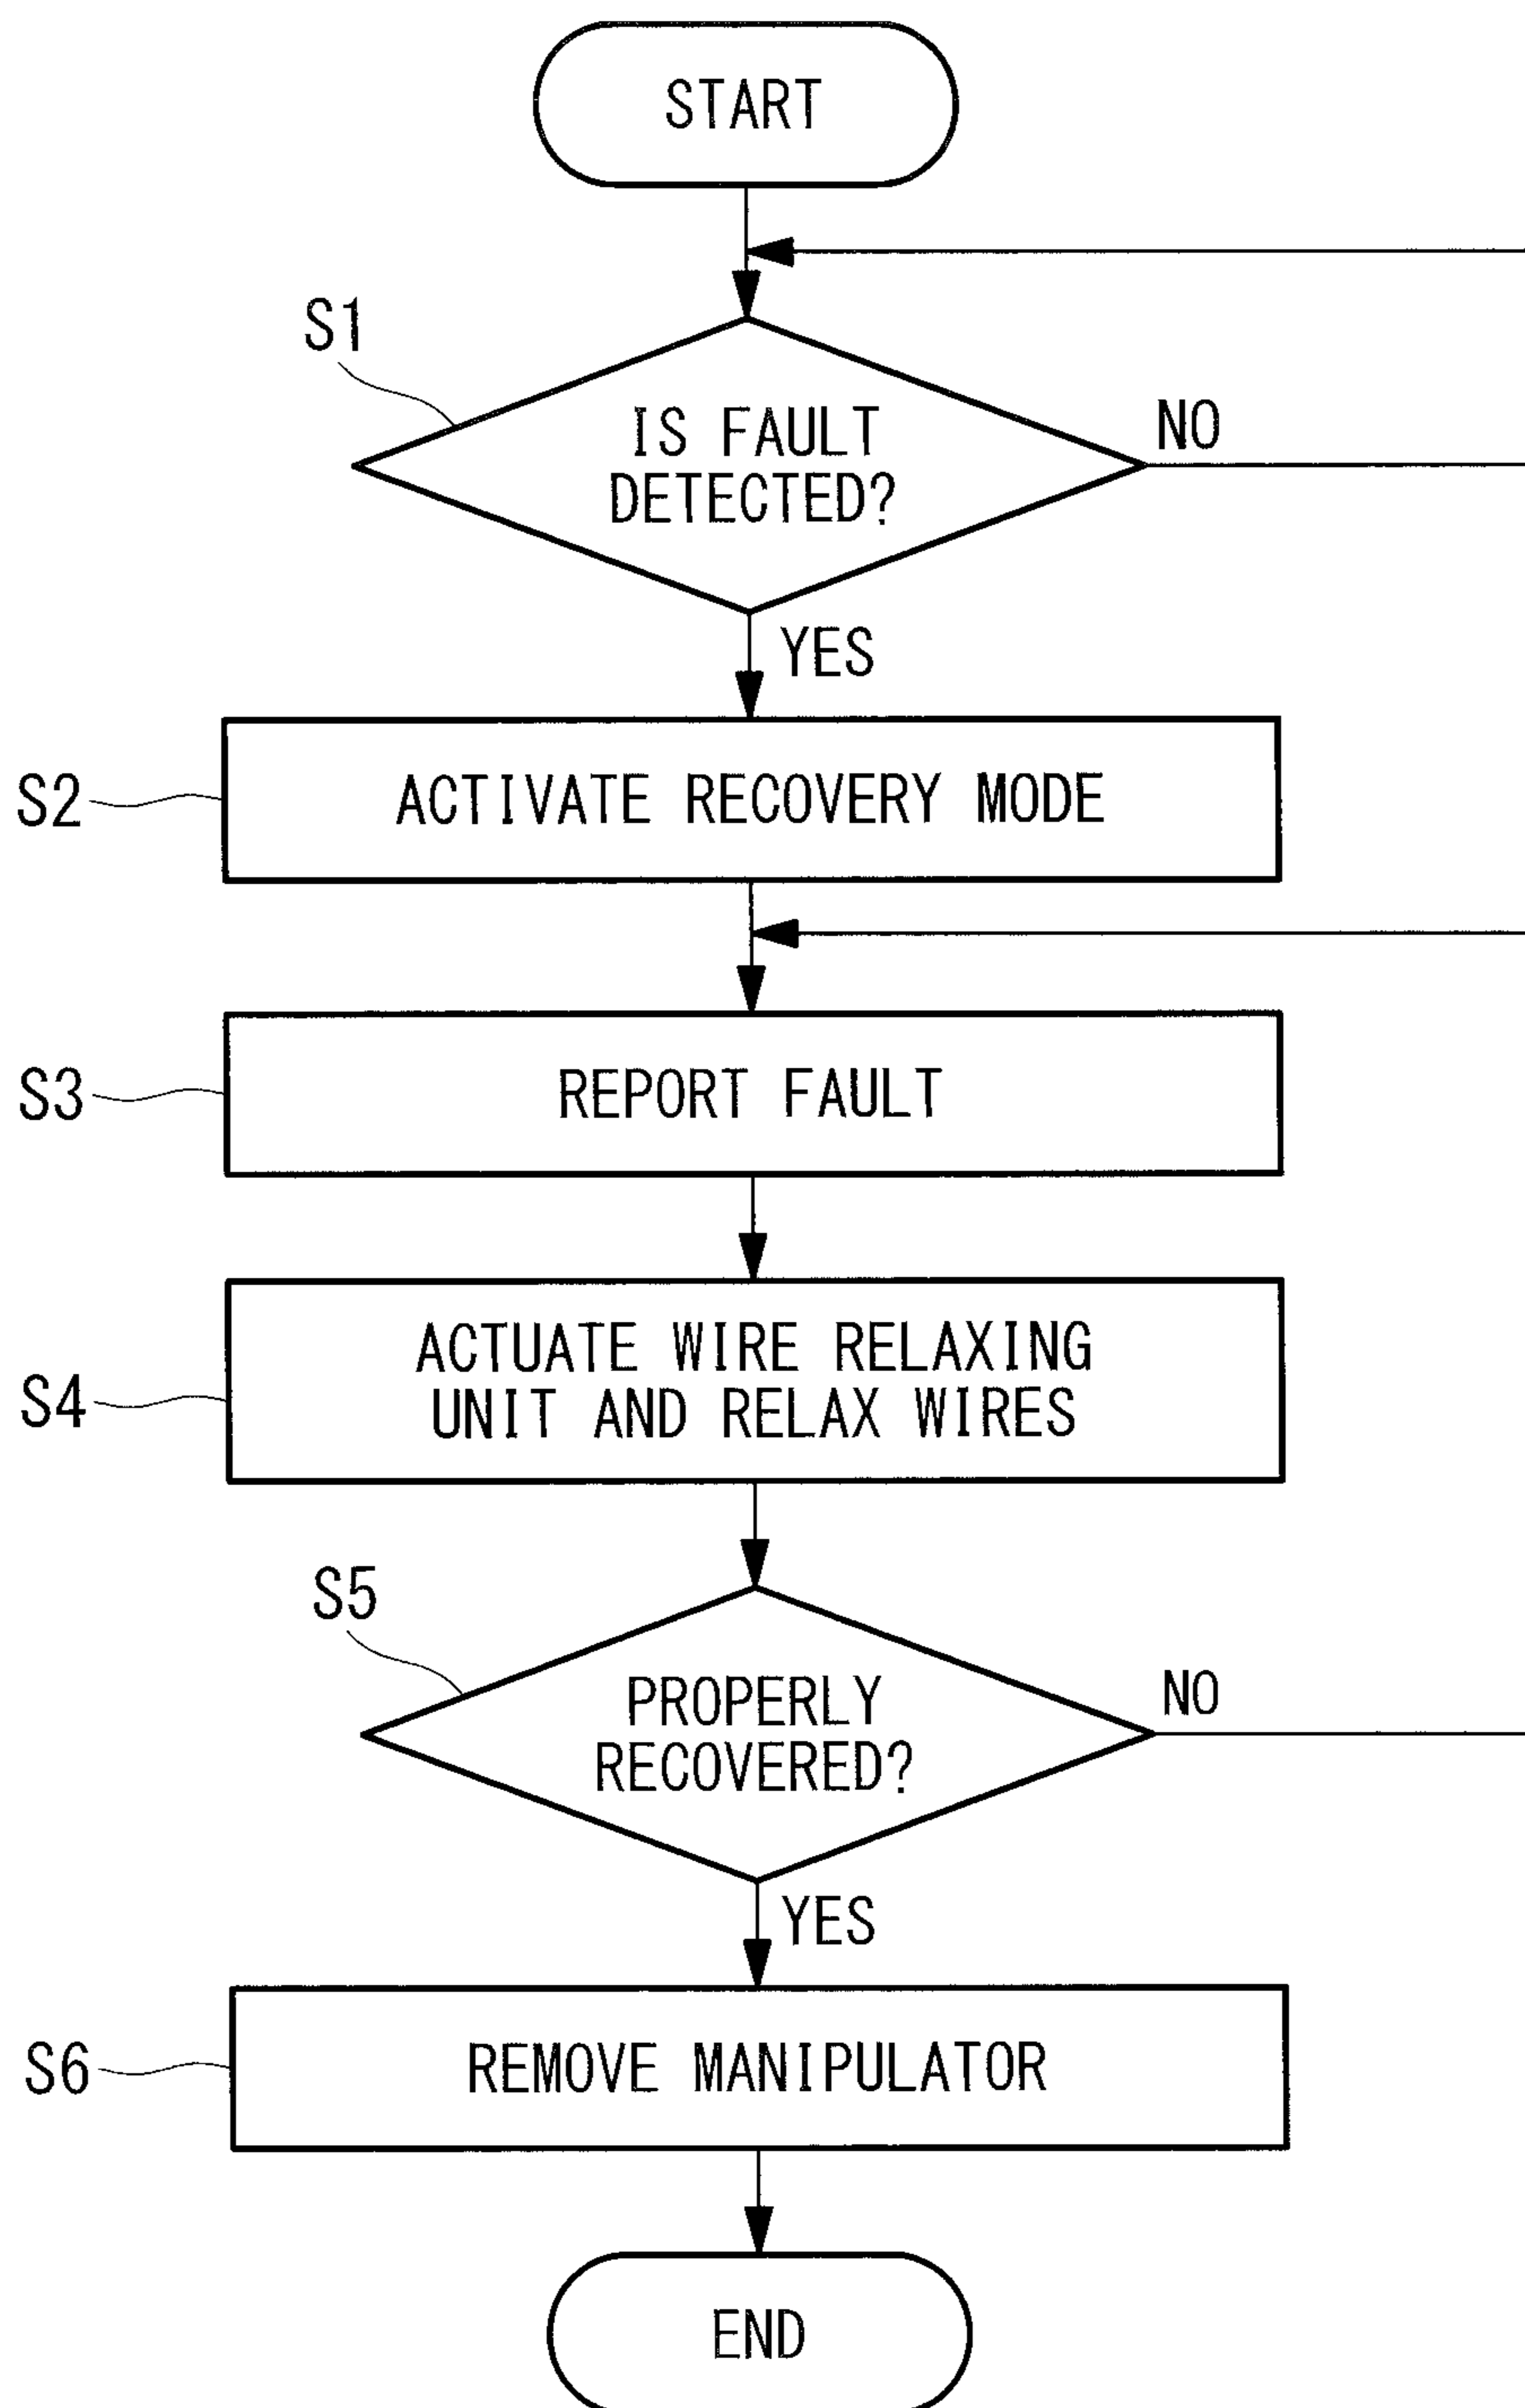 START
S1
IS FAULT
DETECTED?
NO
YES
S2
ACTIVATE RECOVERY MODE
S3
REPORT FAULT
S4
ACTUATE WIRE RELAXING
UNIT AND RELAX WIRES
S5
PROPERLY
RECOVERED?
NO
YES
S6
REMOVE MANIPULATOR
END